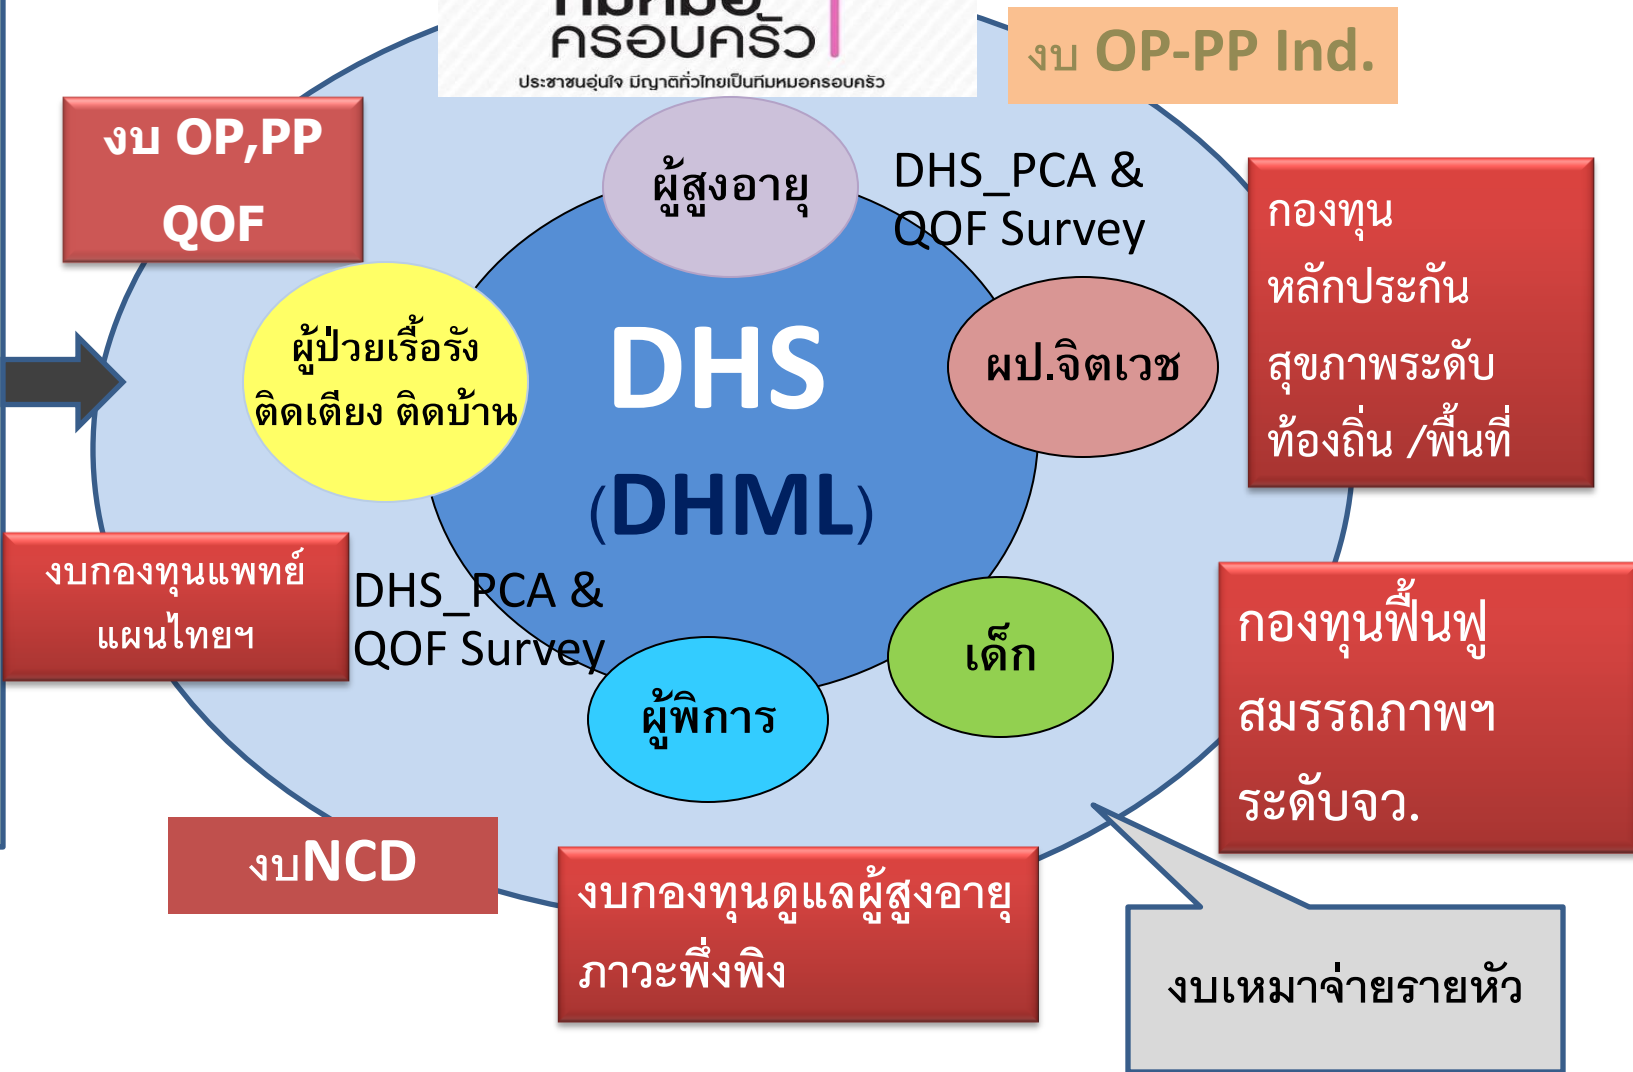 ครอบครัว
ประชาชนอุ่นใจ มีญาติทั่วไทยเป็นทีมหมอครอบครัว
งบ OP-PP Ind.
งบ OP,PP
QOF
ผู้สูงอายุ
DHS_PCA &
QOF Survey
กองทุน
หลักประกัน
สุขภาพระดับ
ท้องถิ่น /พื้นที่
ผู้ป่วยเรื้อรัง
ติดเตียง ติดบ้าน
DHS
(DHML)
ผป.จิตเวช
งบกองทุนแพทย์
แผนไทยฯ
DHS_PCA &
QOF Survey
เด็ก
ผู้พิการ
กองทุนฟื้นฟู
สมรรถภาพฯ
ระดับจว.
งบNCD
งบกองทุนดูแลผู้สูงอายุ
ภาวะพึ่งพิง
งบเหมาจ่ายรายหัว